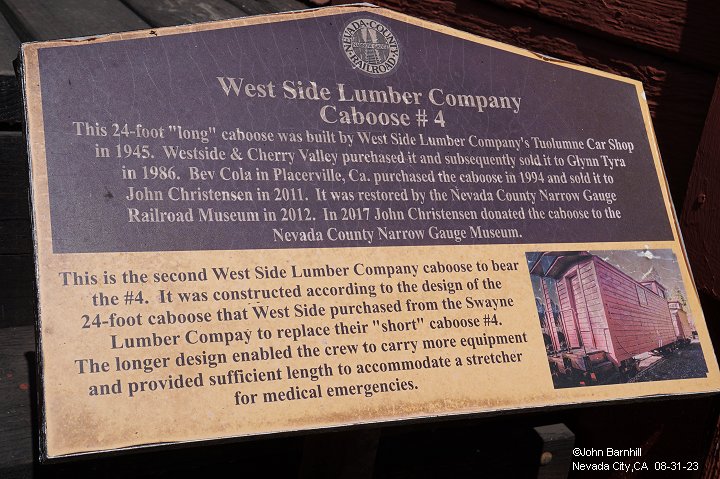 NEVADA COUNTY
NARROW GAUGE
RAILROAD
West Side Lumber Company
Caboose # 4
This 24-foot "long" caboose was built by West Side Lumber Company's Tuolumne Car Shop
in 1945. Westside & Cherry Valley purchased it and subsequently sold it to Glynn Tyra
in 1986. Bev Cola in Placerville, Ca. purchased the caboose in 1994 and sold it to
John Christensen in 2011. It was restored by the Nevada County Narrow Gauge
Railroad Museum in 2012. In 2017 John Christensen donated the caboose to the
Nevada County Narrow Gauge Museum.
This is the second West Side Lumber Company caboose to bear
the #4. It was constructed according to the design of the
24-foot caboose that West Side purchased from the Swayne
Lumber Compay to replace their "short" caboose #4.
The longer design enabled the crew to carry more equipment
and provided sufficient length to accommodate a stretcher
for medical emergencies.
©John Barnhill
Nevada City,CA 08-31-23